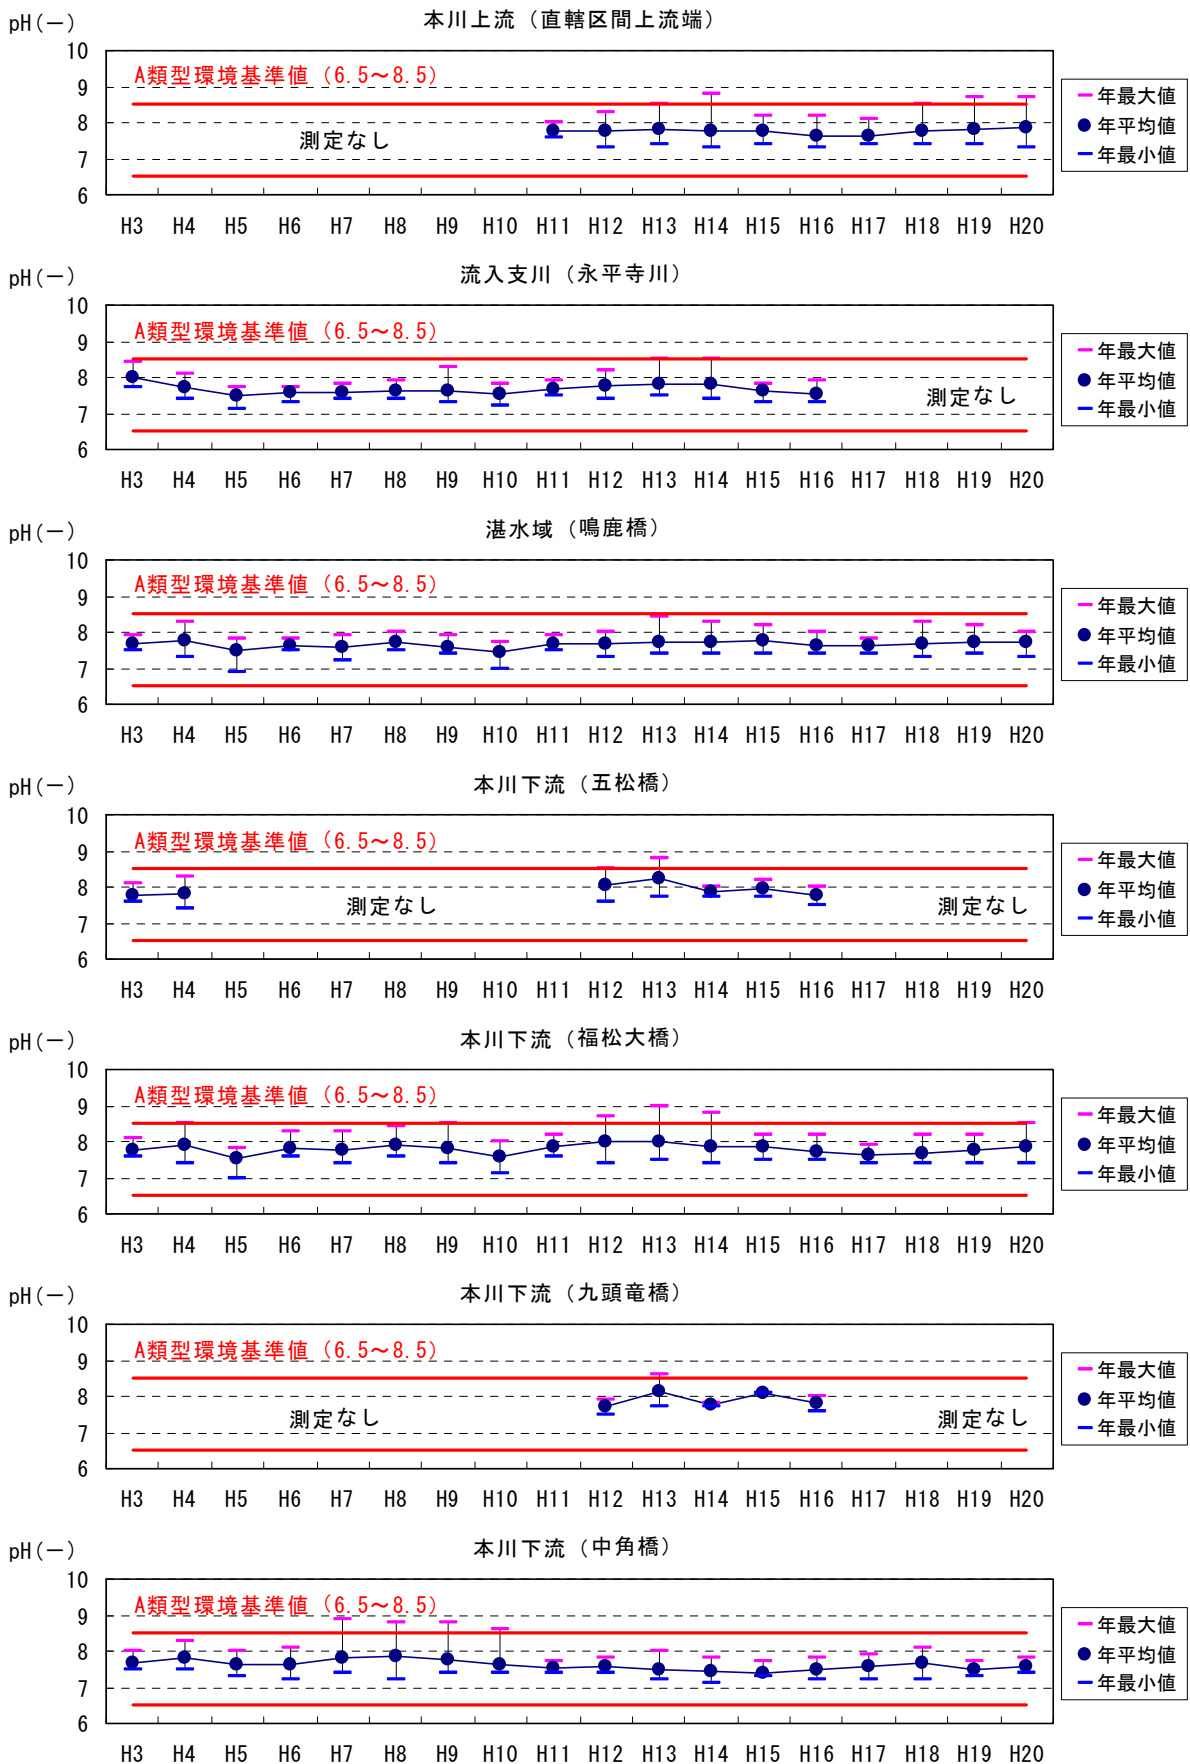 pH(－)
本川上流（直轄区間上流端）
10
9
8
7
6
A類型環境基準値（6.5～8.5）
測定なし
H3 H4 H5 H6 H7 H8 H9 H10 H11 H12 H13 H14 H15 H16 H17 H18 H19 H20
年最大値
年平均値
年最小値
pH(－)
流入支川（永平寺川）
10
9
8
7
6
A類型環境基準値（6.5～8.5）
測定なし
H3 H4 H5 H6 H7 H8 H9 H10 H11 H12 H13 H14 H15 H16 H17 H18 H19 H20
年最大値
年平均値
年最小値
pH(－)
湛水域（鳴鹿橋）
10
9
8
7
6
A類型環境基準値（6.5～8.5）
H3 H4 H5 H6 H7 H8 H9 H10 H11 H12 H13 H14 H15 H16 H17 H18 H19 H20
年最大値
年平均値
年最小値
pH(－)
本川下流（五松橋）
10
9
8
7
6
A類型環境基準値（6.5～8.5）
測定なし
測定なし
H3 H4 H5 H6 H7 H8 H9 H10 H11 H12 H13 H14 H15 H16 H17 H18 H19 H20
年最大値
年平均値
年最小値
pH(－)
本川下流（福松大橋）
10
9
8
7
6
A類型環境基準値（6.5～8.5）
H3 H4 H5 H6 H7 H8 H9 H10 H11 H12 H13 H14 H15 H16 H17 H18 H19 H20
年最大値
年平均値
年最小値
pH(－)
本川下流（九頭竜橋）
10
9
8
7
6
A類型環境基準値（6.5～8.5）
測定なし
測定なし
H3 H4 H5 H6 H7 H8 H9 H10 H11 H12 H13 H14 H15 H16 H17 H18 H19 H20
年最大値
年平均値
年最小値
pH(－)
本川下流（中角橋）
10
9
8
7
6
A類型環境基準値（6.5～8.5）
H3 H4 H5 H6 H7 H8 H9 H10 H11 H12 H13 H14 H15 H16 H17 H18 H19 H20
年最大値
年平均値
年最小値